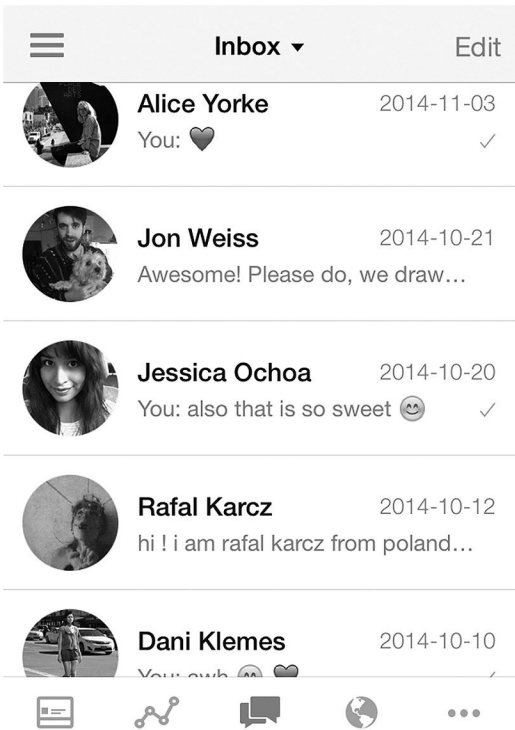 Inbox ▾ Edit
Alice Yorke 2014-11-03
You: 🖤
Jon Weiss 2014-10-21
Awesome! Please do, we draw…
Jessica Ochoa 2014-10-20
You: also that is so sweet 😊
Rafal Karcz 2014-10-12
hi ! i am rafal karcz from poland…
Dani Klemes 2014-10-10
You: awh 😊 🖤